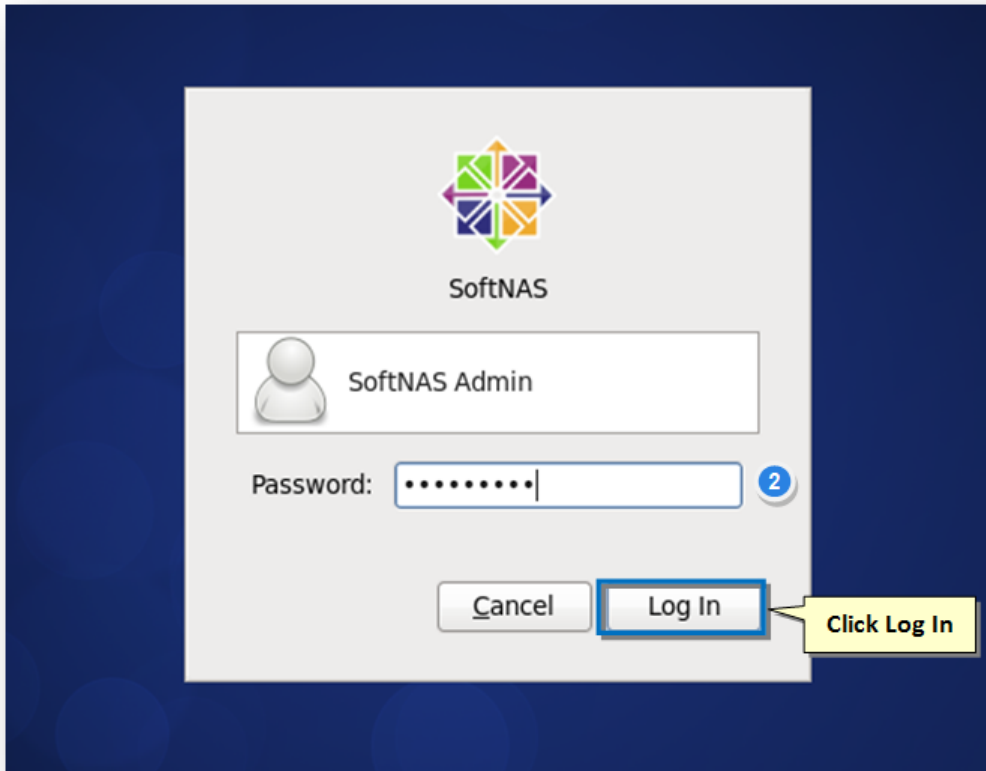 SoftNAS
SoftNAS Admin
Password: •••••••••
2
Cancel
Log In
Click Log In